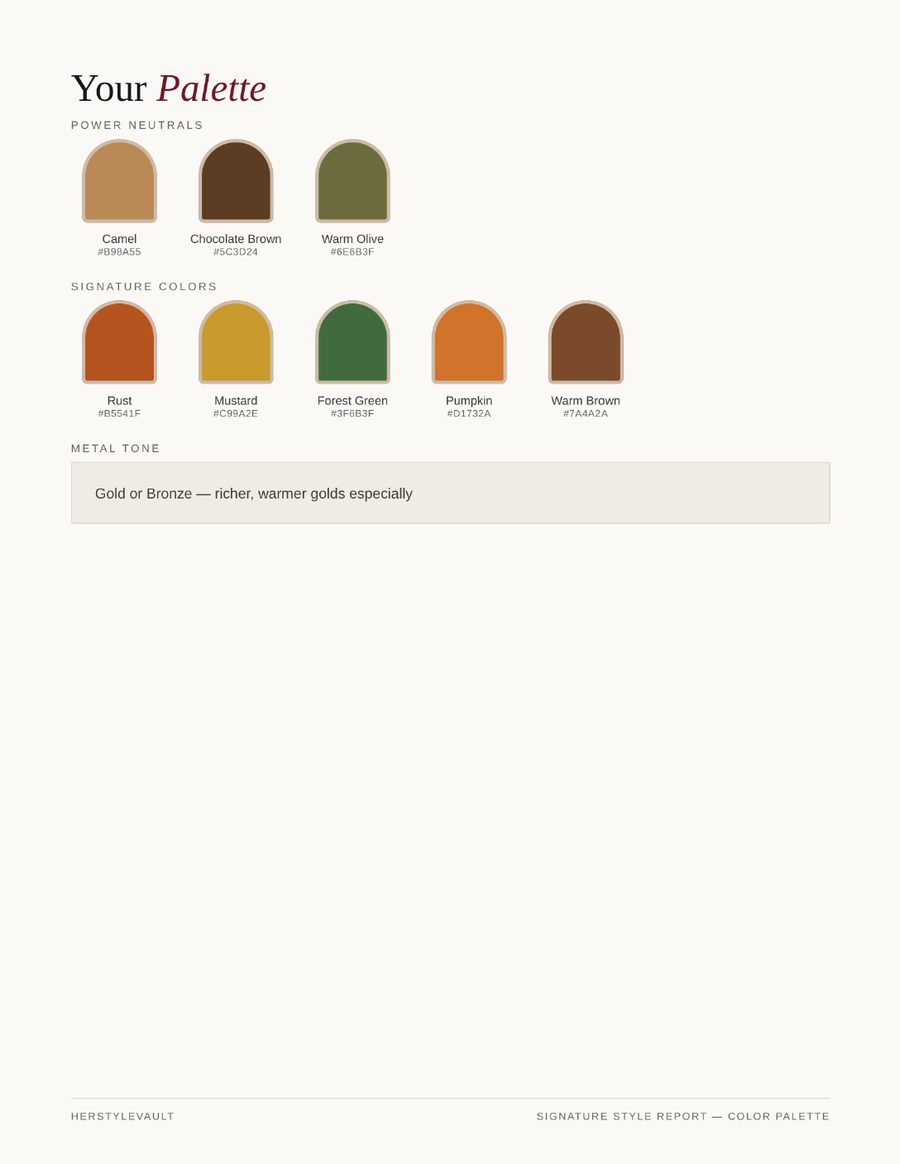 Your Palette
POWER NEUTRALS
Camel
#B98A55
Chocolate Brown
#5C3D24
Warm Olive
#6E6B3F
SIGNATURE COLORS
Rust
#B5541F
Mustard
#C99A2E
Forest Green
#3F6B3F
Pumpkin
#D1732A
Warm Brown
#7A4A2A
METAL TONE
Gold or Bronze — richer, warmer golds especially
HERSTYLEVAULT
SIGNATURE STYLE REPORT — COLOR PALETTE